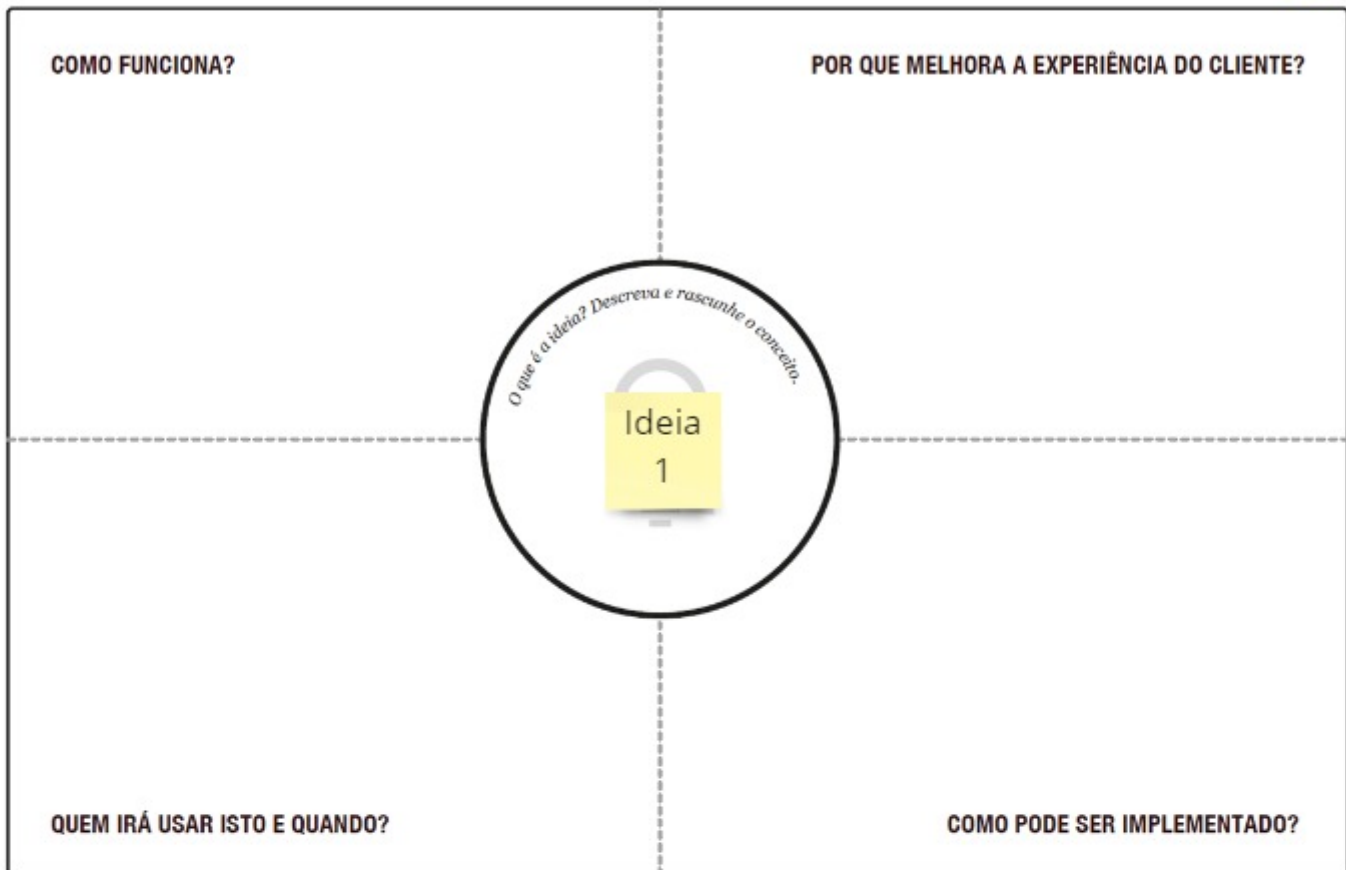 COMO FUNCIONA?
POR QUE MELHORA A EXPERIÊNCIA DO CLIENTE?
O que é a ideia? Descreva e rascunhe o conceito.
Ideia
1
QUEM IRÁ USAR ISTO E QUANDO?
COMO PODE SER IMPLEMENTADO?